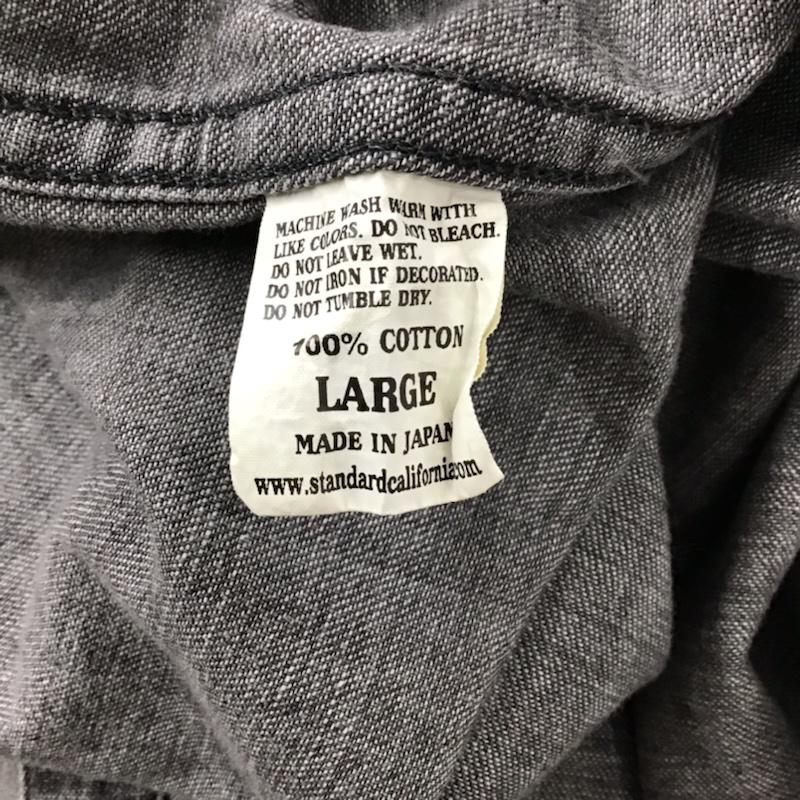 MACHINE WASH WARM WITH
LIKE COLORS. DO NOT BLEACH.
DO NOT LEAVE WET.
DO NOT IRON IF DECORATED.
DO NOT TUMBLE DRY.
100% COTTON
LARGE
MADE IN JAPAN
www.standardcalifornia.com